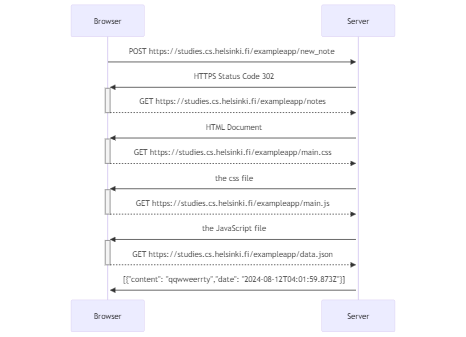 Browser
Server
POST https://studies.cs.helsinki.fi/exampleapp/new_note
HTTPS Status Code 302
GET https://studies.cs.helsinki.fi/exampleapp/notes
HTML Document
GET https://studies.cs.helsinki.fi/exampleapp/main.css
the css file
GET https://studies.cs.helsinki.fi/exampleapp/main.js
the JavaScript file
GET https://studies.cs.helsinki.fi/exampleapp/data.json
[{"content": "qqwweerrty","date": "2024-08-12T04:01:59.873Z"}]
Browser
Server